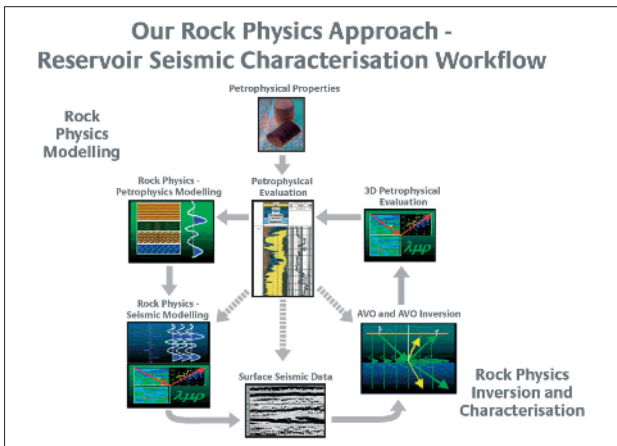 Our Rock Physics Approach -
Reservoir Seismic Characterisation Workflow
Petrophysical Properties
Rock
Physics
Modelling
Rock Physics -
Petrophysics Modelling
Petrophysical
Evaluation
3D Petrophysical
Evaluation
λμρ
Rock Physics -
Seismic Modelling
AVO and AVO Inversion
λμρ
Surface Seismic Data
Rock Physics
Inversion and
Characterisation